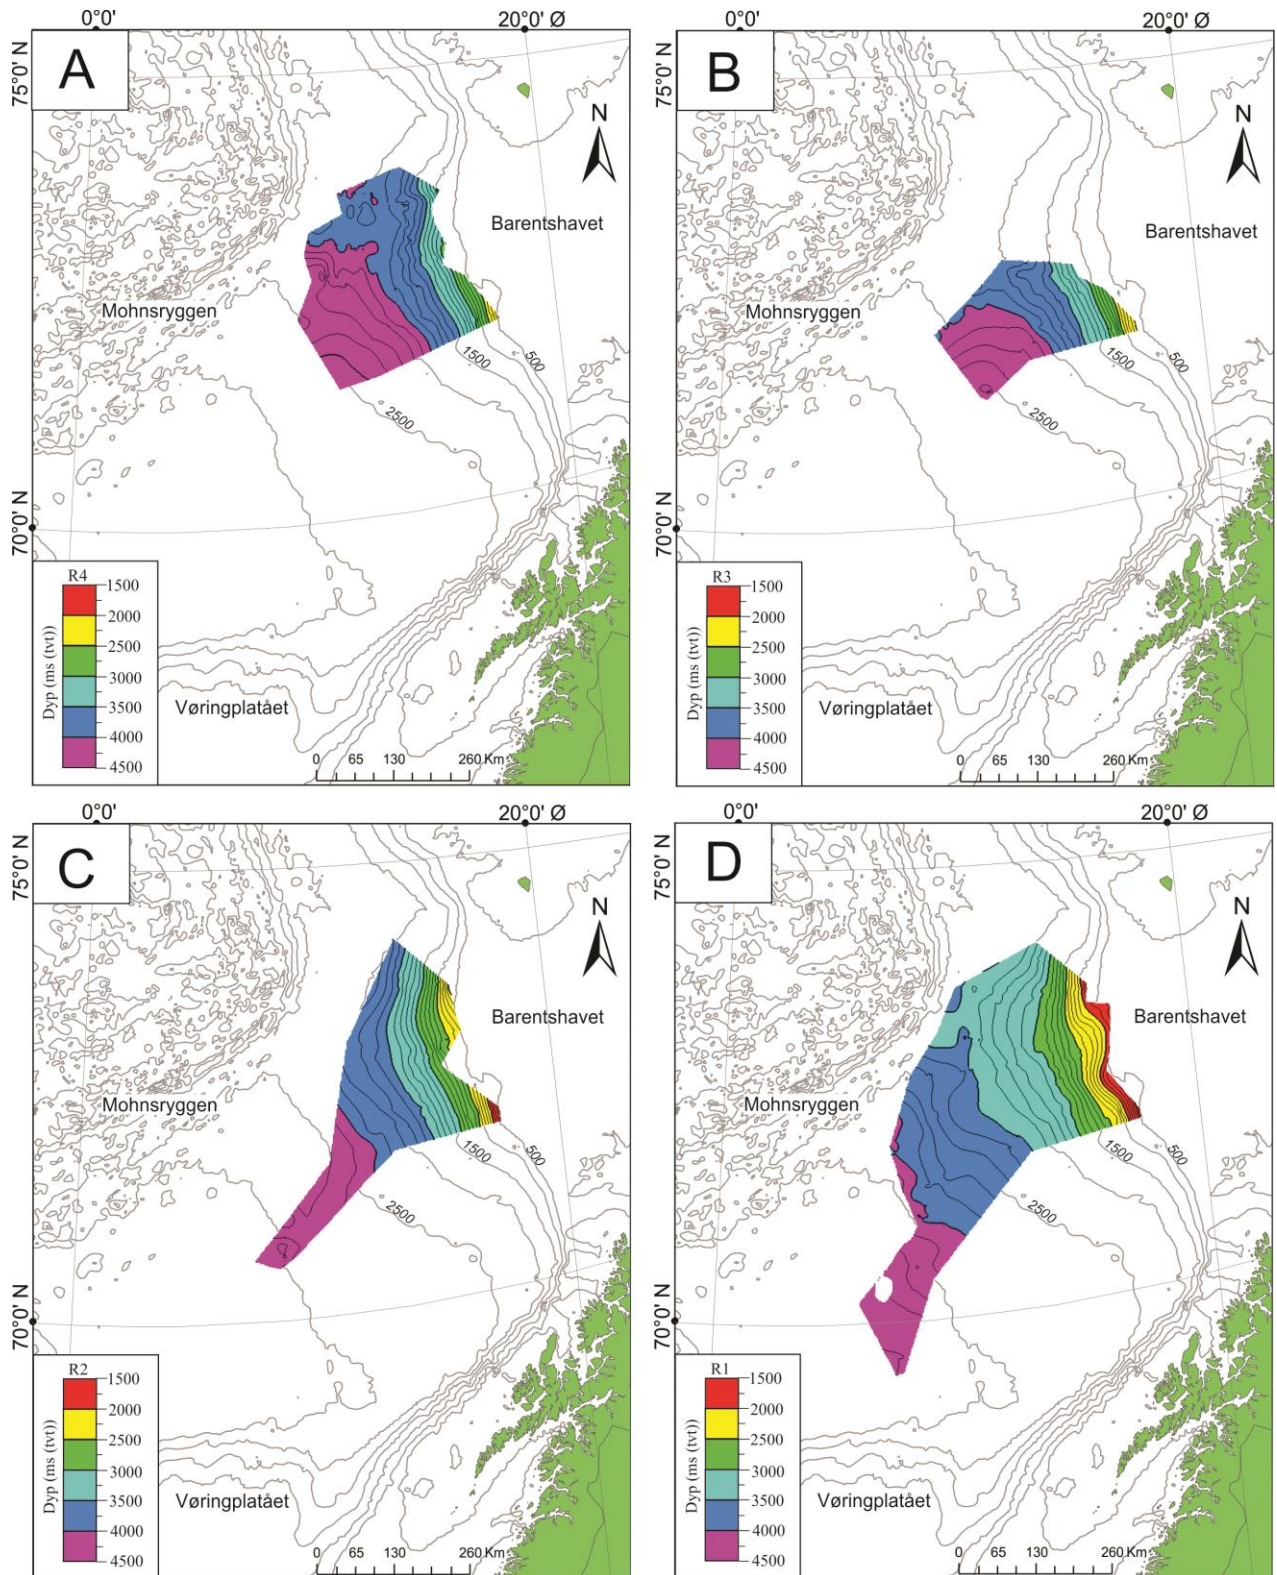 0°0'
20°0' Ø
0°0'
20°0' Ø
A
B
75°0' N
75°0' N
N
N
Barentshavet
Barentshavet
Mohnsryggen
Mohnsryggen
1500
500
1500
500
2500
2500
70°0' N
70°0' N
R4
1500
2000
2500
3000
3500
4000
4500
Dyp (ms (tvt))
Vøringplatået
0 65 130 260 Km
R3
1500
2000
2500
3000
3500
4000
4500
Dyp (ms (tvt))
Vøringplatået
0 65 130 260 Km
0°0'
20°0' Ø
0°0'
20°0' Ø
C
D
75°0' N
75°0' N
N
N
Barentshavet
Barentshavet
Mohnsryggen
Mohnsryggen
1500
500
1500
500
2500
2500
70°0' N
70°0' N
R2
1500
2000
2500
3000
3500
4000
4500
Dyp (ms (tvt))
Vøringplatået
0 65 130 260 Km
R1
1500
2000
2500
3000
3500
4000
4500
Dyp (ms (tvt))
Vøringplatået
0 65 130 260 Km